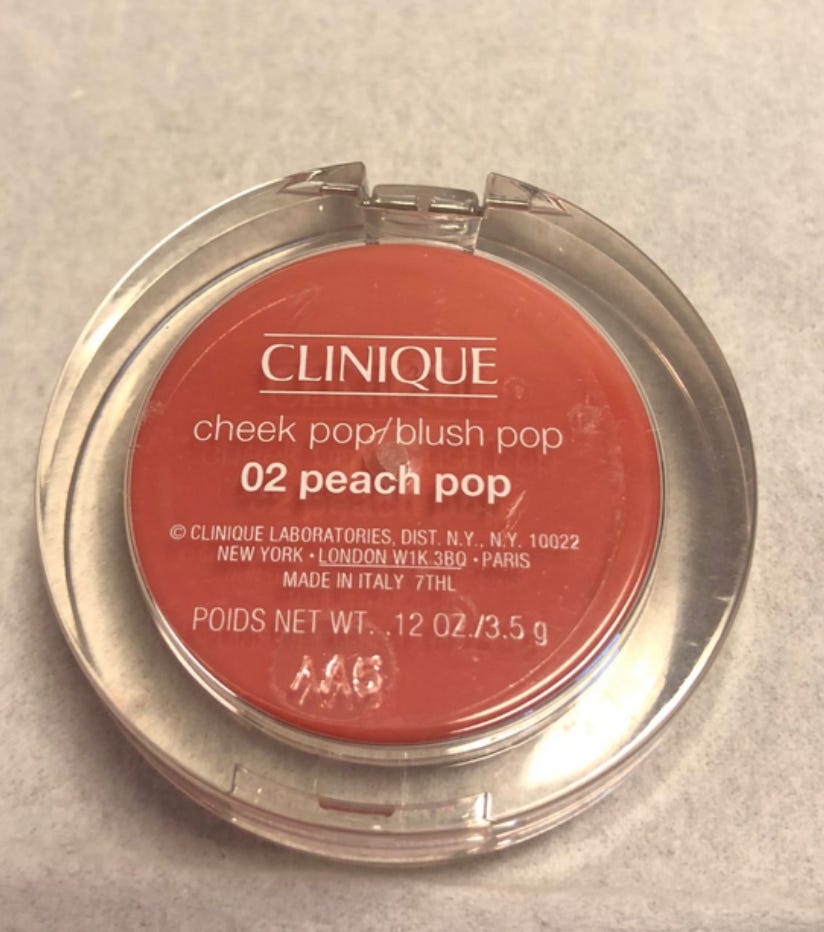 CLINIQUE
cheek pop/blush pop
02 peach pop
© CLINIQUE LABORATORIES, DIST. N.Y., N.Y. 10022
NEW YORK • LONDON W1K 3BQ • PARIS
MADE IN ITALY 7THL
POIDS NET WT. .12 OZ./3.5 g
AA6